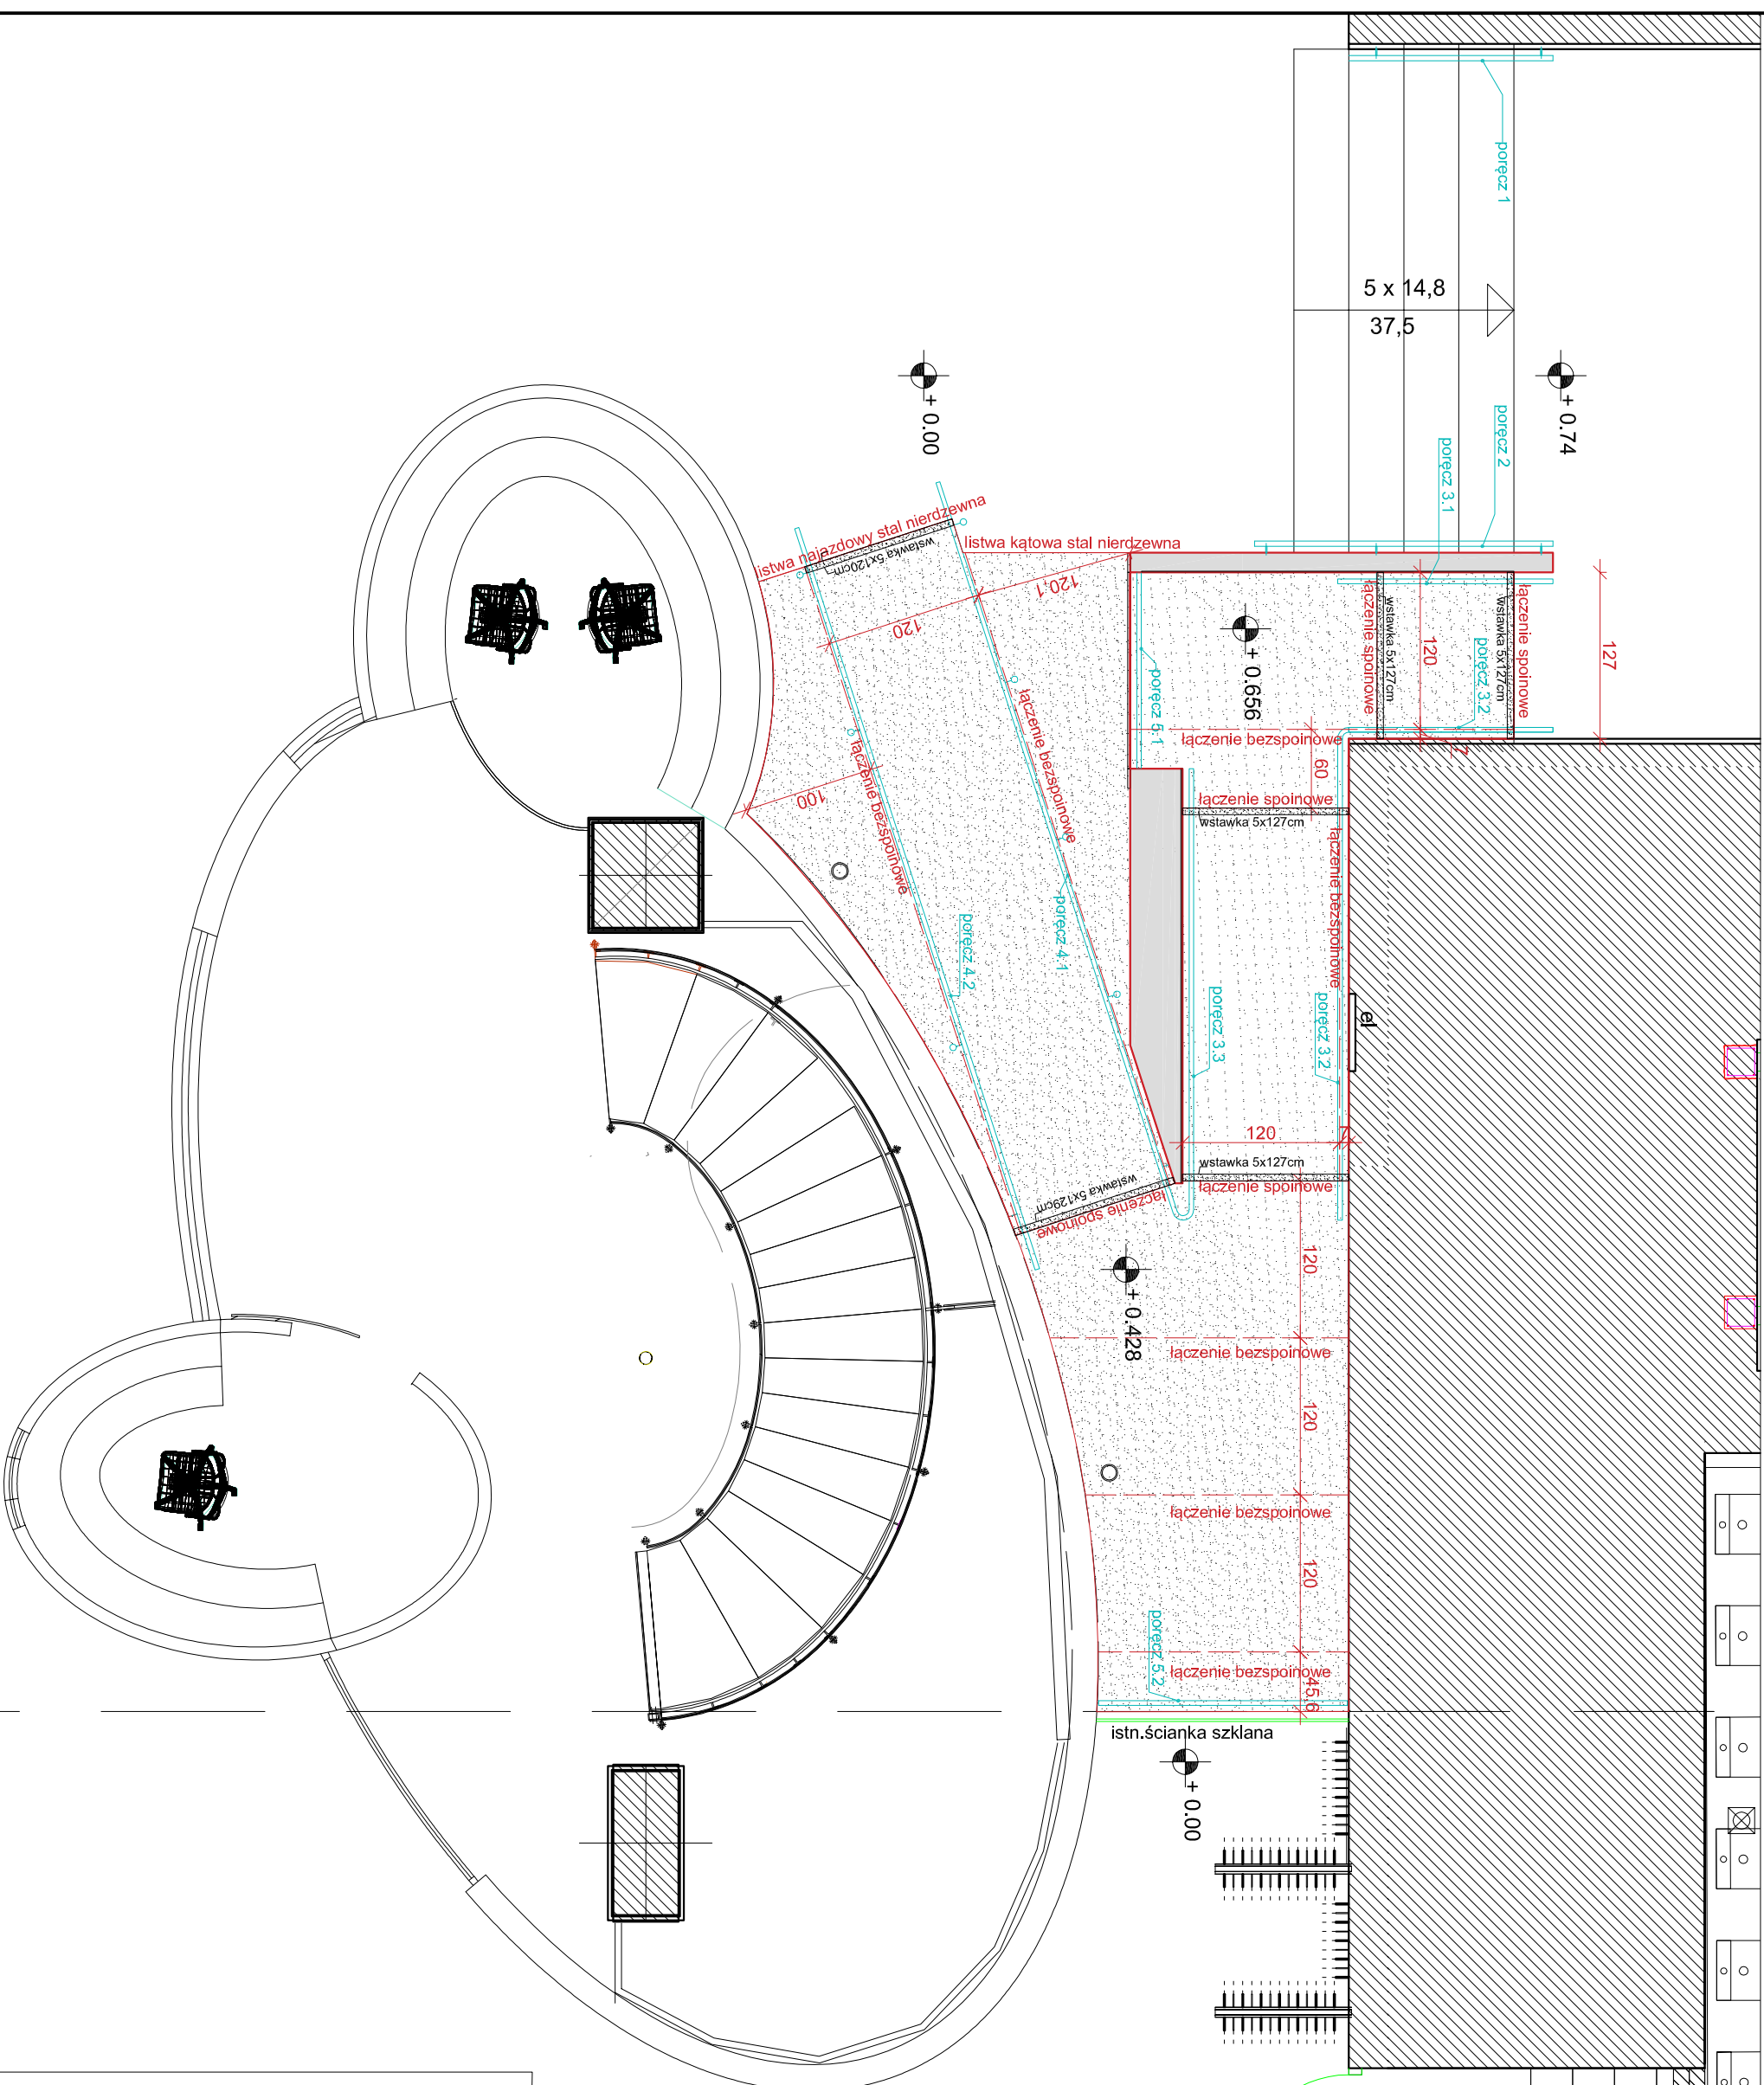 poręcz 1
5 x 14,8
37,5
+ 0.00
+ 0.74
poręcz 2
poręcz 3.1
listwa najazdowy stal nierdzewna
wstawka 5x120cm
listwa kątowa stal nierdzewna
120,1
120
łączenie spoinowe
wstawka 5x127cm
120
poręcz 3.2
wstawka 5x127cm
łączenie spoinowe
127
+ 0.656
poręcz 5.1
łączenie bezspoinowe
7
60
łączenie bezspoinowe
łączenie bezspoinowe
100
łączenie spoinowe
wstawka 5x127cm
łączenie bezspoinowe
poręcz 4.1
poręcz 4.2
poręcz 3.3
poręcz 3.2
el
120
7
wstawka 5x127cm
łączenie spoinowe
wstawka 5x129cm
łączenie spoinowe
+ 0.428
120
łączenie bezspoinowe
120
łączenie bezspoinowe
120
poręcz 5.2
łączenie bezspoinowe
45,6
istn.ścianka szklana
+ 0.00